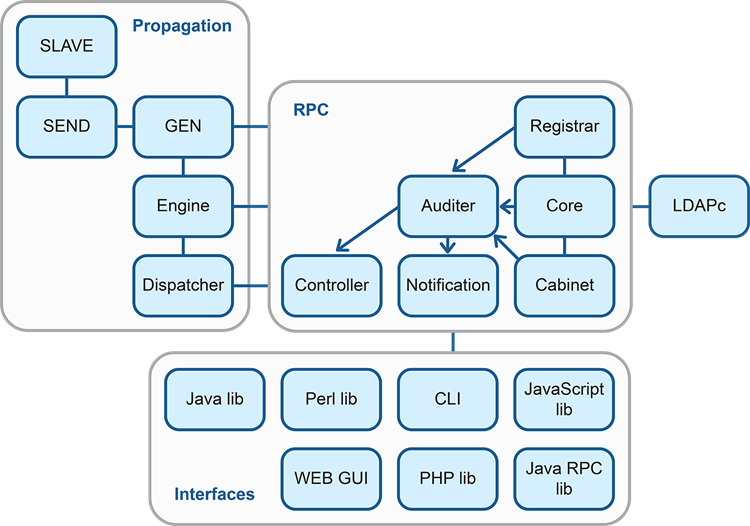 Propagation
SLAVE
SEND
GEN
Engine
Dispatcher
RPC
Registrar
Auditer
Core
Controller
Notification
Cabinet
LDAPc
Java lib
Perl lib
CLI
JavaScript
lib
WEB GUI
PHP lib
Java RPC
lib
Interfaces